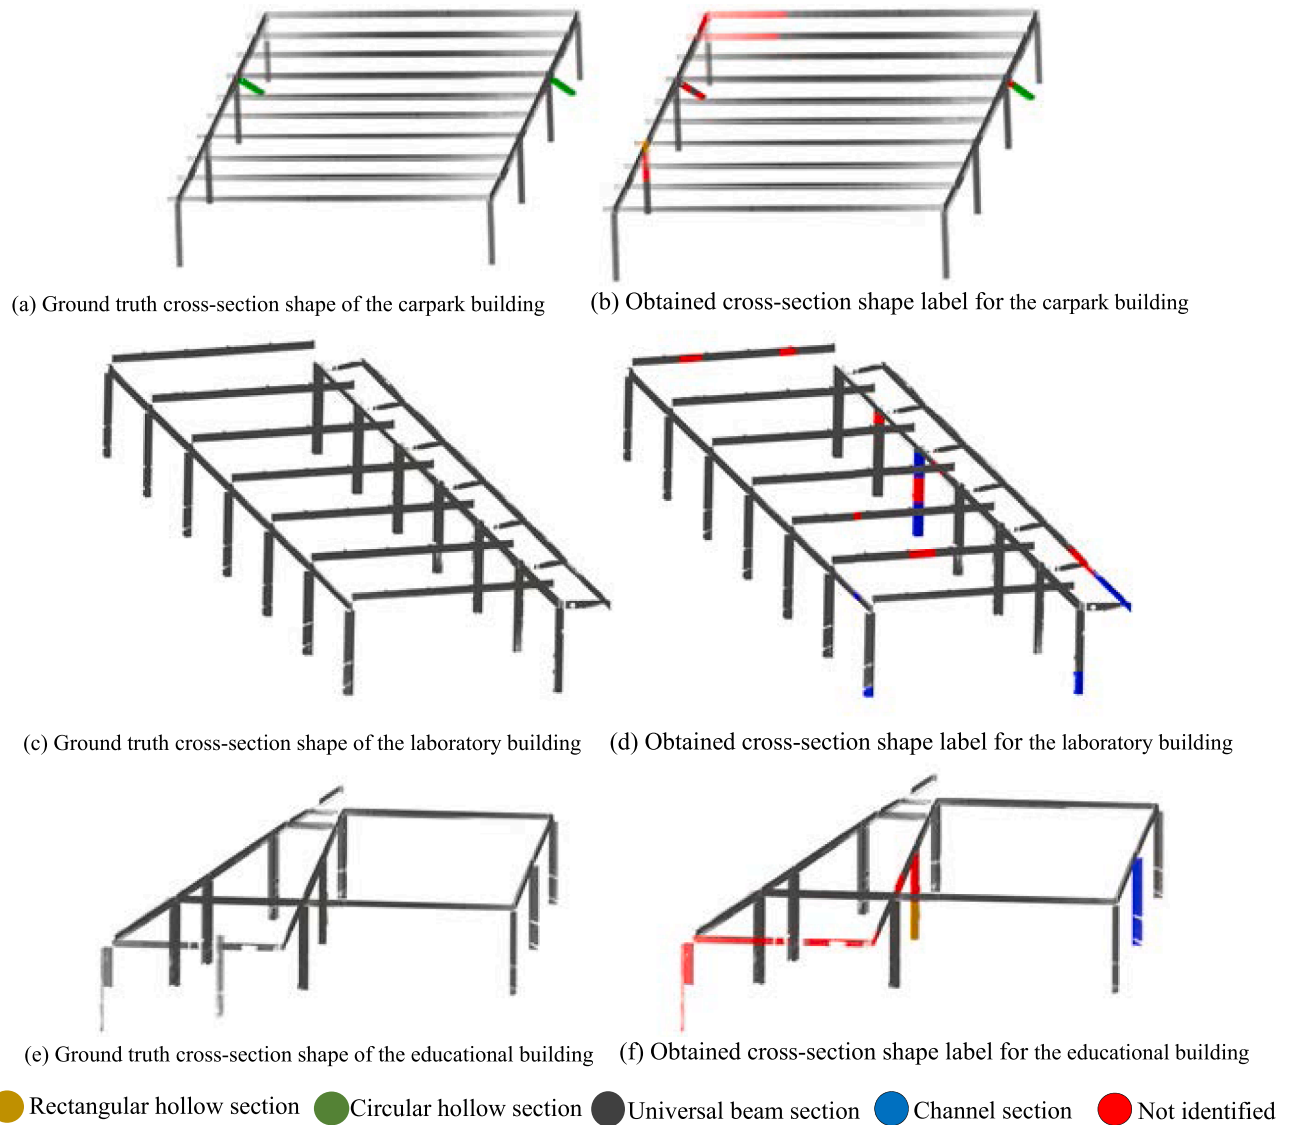 (a) Ground truth cross-section shape of the carpark building
(b) Obtained cross-section shape label for the carpark building
(c) Ground truth cross-section shape of the laboratory building
(d) Obtained cross-section shape label for the laboratory building
(e) Ground truth cross-section shape of the educational building
(f) Obtained cross-section shape label for the educational building
Rectangular hollow section
Circular hollow section
Universal beam section
Channel section
Not identified